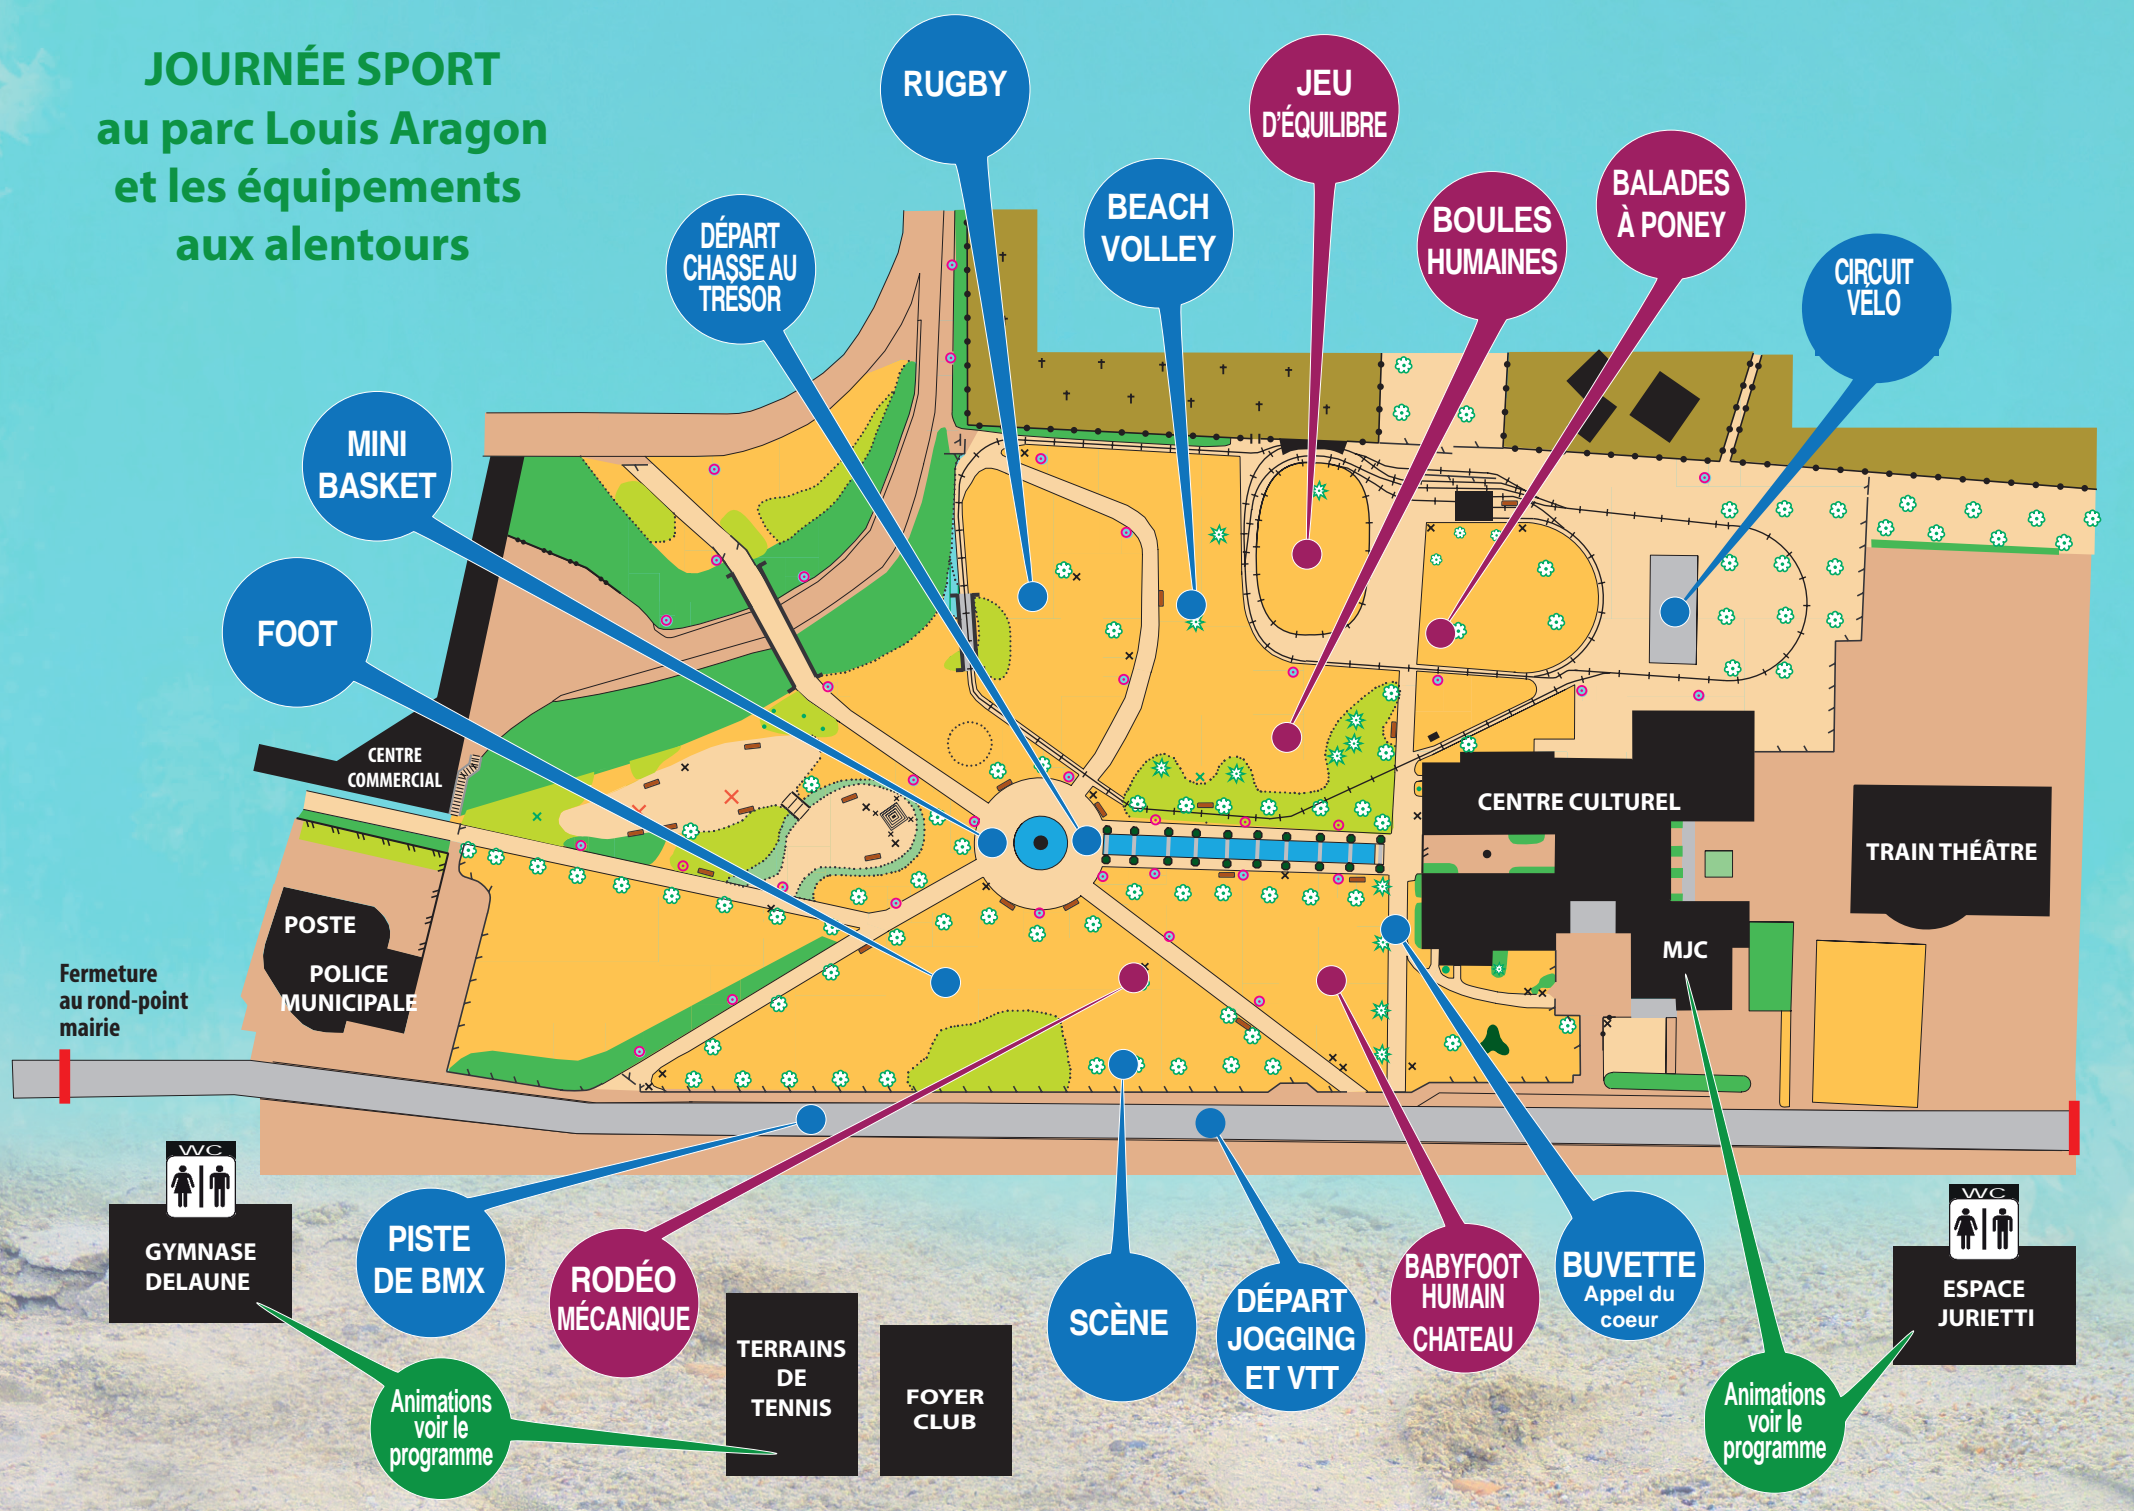 JOURNÉE SPORT
au parc Louis Aragon
et les équipements
aux alentours
RUGBY
JEU
D'ÉQUILIBRE
BEACH
VOLLEY
BOULES
HUMAINES
BALADES
À PONEY
DÉPART
CHASSE AU
TRÉSOR
CIRCUIT
VÉLO
MINI
BASKET
FOOT
CENTRE
COMMERCIAL
CENTRE CULTUREL
TRAIN THÉÂTRE
POSTE
POLICE
MUNICIPALE
MJC
Fermeture
au rond-point
mairie
WC
GYMNASE
DELAUNE
PISTE
DE BMX
RODÉO
MÉCANIQUE
SCÈNE
DÉPART
JOGGING
ET VTT
BABYFOOT
HUMAIN
CHATEAU
BUVETTE
Appel du
coeur
WC
ESPACE
JURIETTI
Animations
voir le
programme
TERRAINS
DE
TENNIS
FOYER
CLUB
Animations
voir le
programme